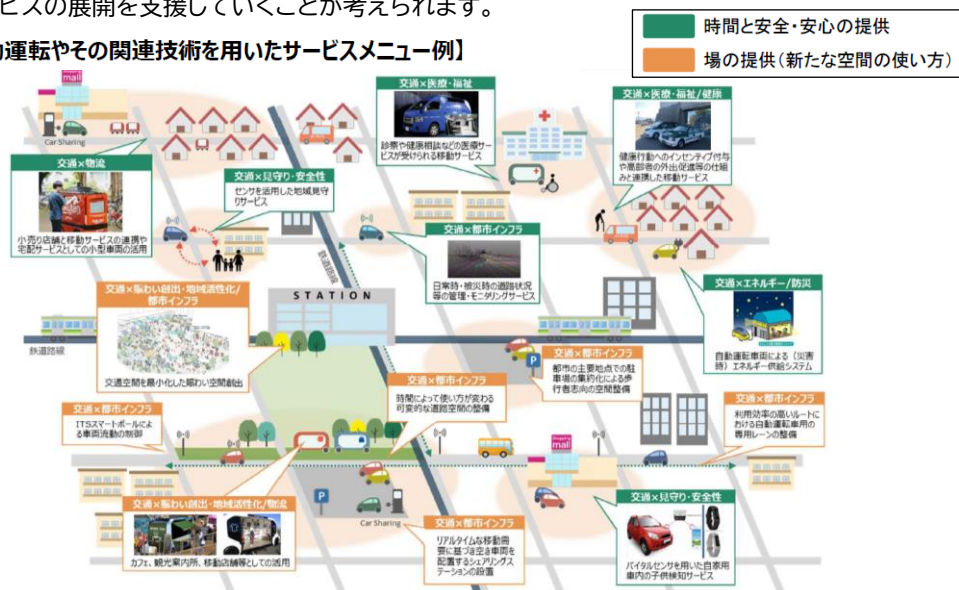 ビスの展開を支援していくことが考えられます。
動運転やその関連技術を用いたサービスメニュー例】
時間と安全・安心の提供
場の提供(新たな空間の使い方)
mall
Car Sharing
交通×物流
小売り店舗と移動サービスの連携や
宅配サービスとしての小型車両の活用
交通×見守り・安全性
センサを活用した地域見守
りサービス
交通×医療・福祉
診察や健康相談などの医療サー
ビスが受けられる移動サービス
交通×医療・福祉/健康
健康行動へのインセンティブ付与
や高齢者の外出促進等の仕組
みと連携した移動サービス
交通×都市インフラ
日常時・被災時の道路状況
等の管理・モニタリングサービス
鉄道路線
STATION
交通×賑わい創出・地域活性化/
都市インフラ
交通空間を最小化した賑わい空間創出
鉄道路線
交通×エネルギー/防災
自動運転車両による（災害
時）エネルギー供給システム
P
交通×都市インフラ
都市の主要地点での駐
車場の集約化による歩
行者志向の空間整備
交通×都市インフラ
時間によって使い方が変わる
可変的な道路空間の整備
交通×都市インフラ
利用効率の高いルートに
おける自動運転車用の
専用レーンの整備
交通×都市インフラ
ITSスマートポールによ
る車両流動の制御
mall
P
Car Sharing
交通×賑わい創出・地域活性化/物流
カフェ、観光案内所、移動店舗等としての活用
交通×都市インフラ
リアルタイムな移動需
要に基づき空き車両を
配置するシェアリングス
テーションの設置
交通×見守り・安全性
バイタルセンサを用いた自家用
車内の子供検知サービス